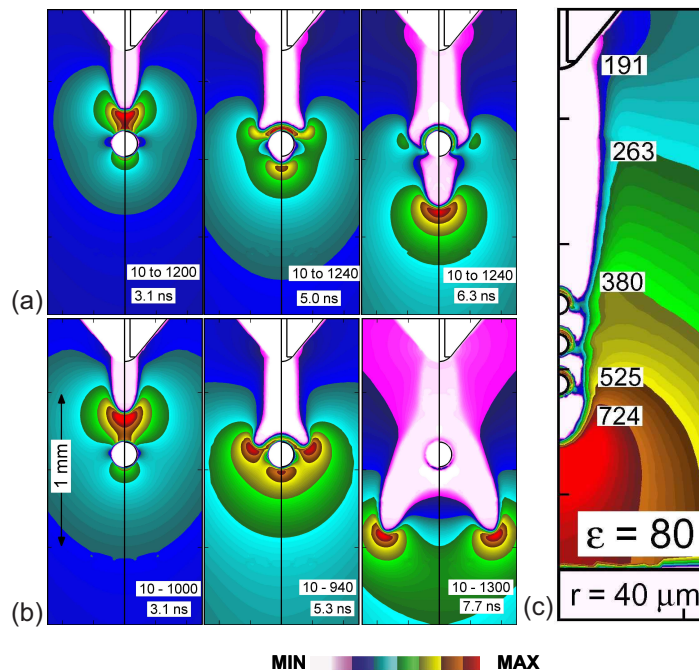 (a)
10 to 1200
3.1 ns
10 to 1240
5.0 ns
10 to 1240
6.3 ns
(b)
1 mm
10 - 1000
3.1 ns
10 - 940
5.3 ns
10 - 1300
7.7 ns
(c)
191
263
380
525
724
ε = 80
r = 40 μm
MIN MAX